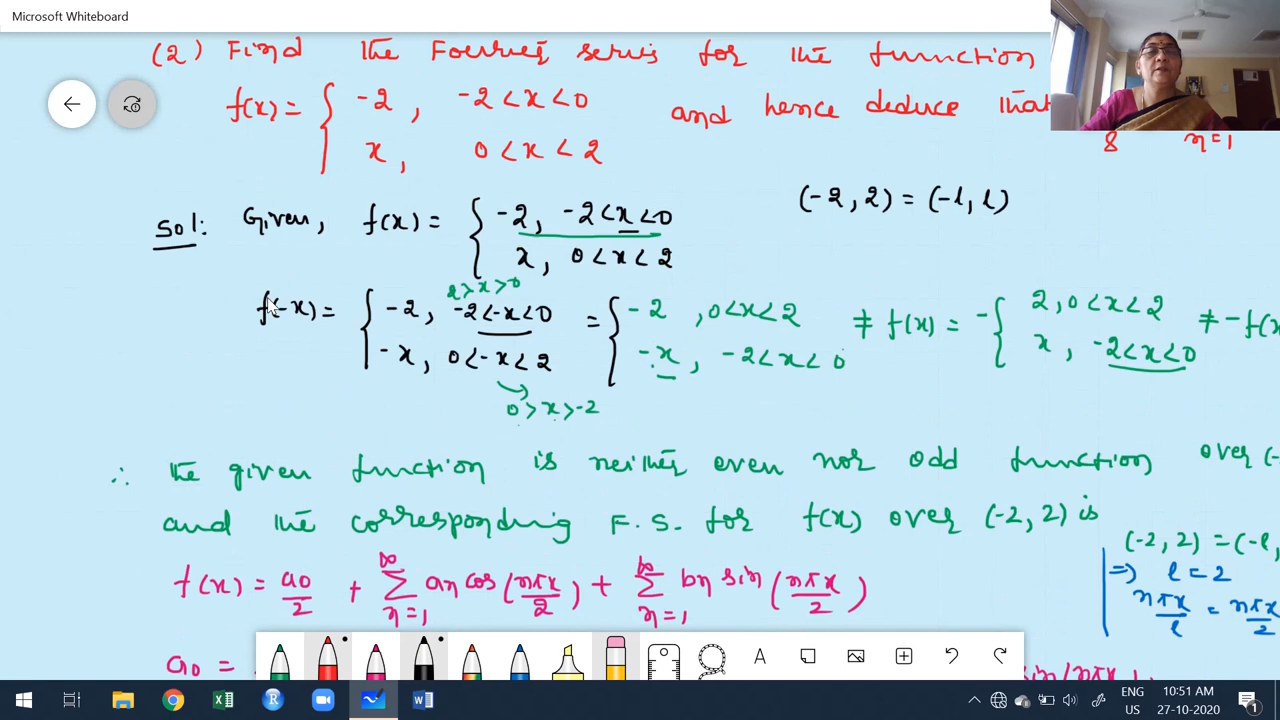 Microsoft Whiteboard
(2) Find the Fourier series for the function
f(x) = { -2 , -2 < x < 0 and hence deduce that
x, 0 < x < 2
8 n=1
Sol: Given, f(x) = { -2, -2 < x < 0
x, 0 < x < 2
(-2, 2) = (-l, l)
2 > x > 0
f(-x) = { -2, -2 < -x < 0 = { -2 , 0 < x < 2 ≠ f(x) = - { 2, 0 < x < 2 ≠ -f(x
-x, 0 < -x < 2 -x, -2 < x < 0 x, -2 < x < 0
0 > x > -2
∴ the given function is neither even nor odd function over (-
and the corresponding F.S. for f(x) over (-2, 2) is
(-2, 2) = (-l,
⇒ l = 2
nπx/l = nπx/2
f(x) = a0/2 + ∑ n=1 ∞ an cos (nπx/2) + ∑ n=1 ∞ bn sin (nπx/2)
a0 =
ENG
US
10:51 AM
27-10-2020
1